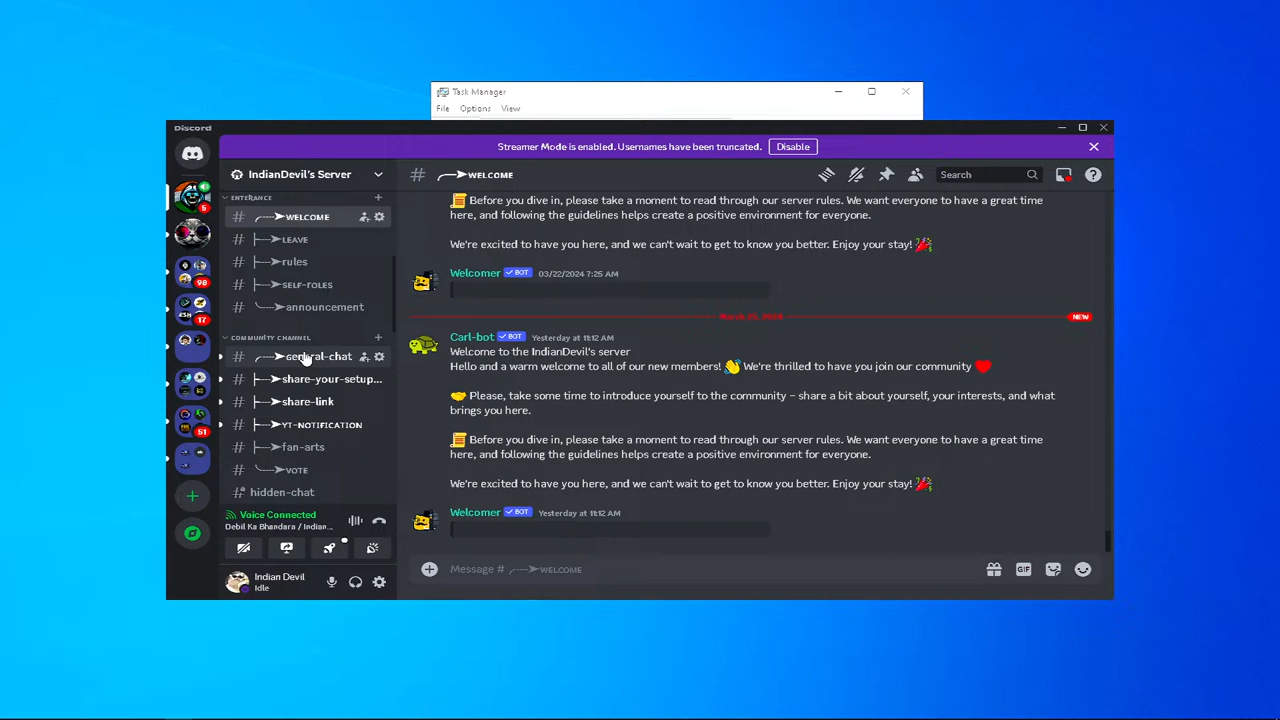 Task Manager
File Options View
Discord
Streamer Mode is enabled. Usernames have been truncated. Disable
IndianDevil's Server
WELCOME
Search
ENTERANCE
WELCOME
LEAVE
rules
SELF-ROLES
announcement
COMMUNITY CHANNEL
general-chat
share-your-setup...
share-link
YT-NOTIFICATION
fan-arts
VOTE
hidden-chat
5
98
17
51
Voice Connected
Debil Ka Bhandara / Indian...
Indian Devil
Idle
Before you dive in, please take a moment to read through our server rules. We want everyone to have a great time
here, and following the guidelines helps create a positive environment for everyone.
We're excited to have you here, and we can't wait to get to know you better. Enjoy your stay!
Welcomer BOT 03/22/2024 7:25 AM
NEW
Carl-bot BOT Yesterday at 11:12 AM
Welcome to the IndianDevil's server
Hello and a warm welcome to all of our new members! We're thrilled to have you join our community
Please, take some time to introduce yourself to the community – share a bit about yourself, your interests, and what
brings you here.
Before you dive in, please take a moment to read through our server rules. We want everyone to have a great time
here, and following the guidelines helps create a positive environment for everyone.
We're excited to have you here, and we can't wait to get to know you better. Enjoy your stay!
Welcomer BOT Yesterday at 11:12 AM
Message # WELCOME
GIF